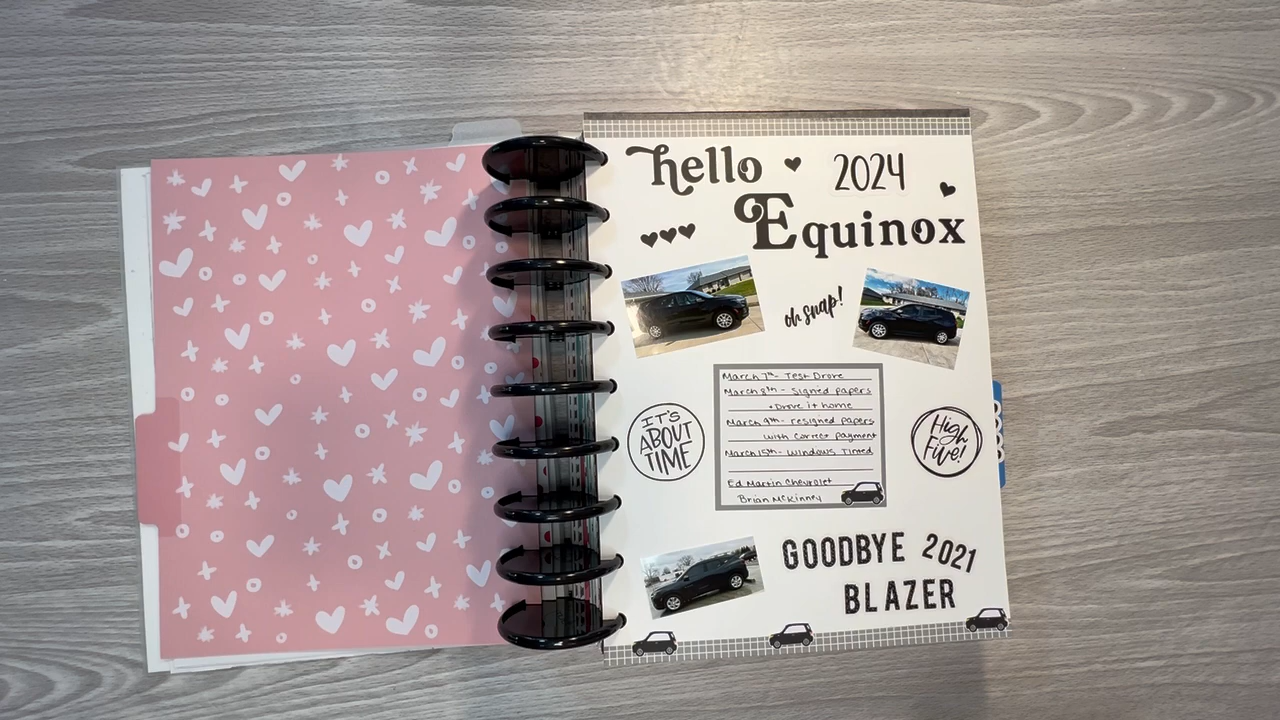 hello 2024
Equinox
oh snap!
March 7th - Test Drove
March 8th - Signed papers
+ Drove it home
March 9th - resigned papers
with correct payment
March 15th - Windows Tinted
Ed Martin Chevrolet
Brian McKinney
IT'S
ABOUT
TIME
High
Five!
GOODBYE 2021
BLAZER